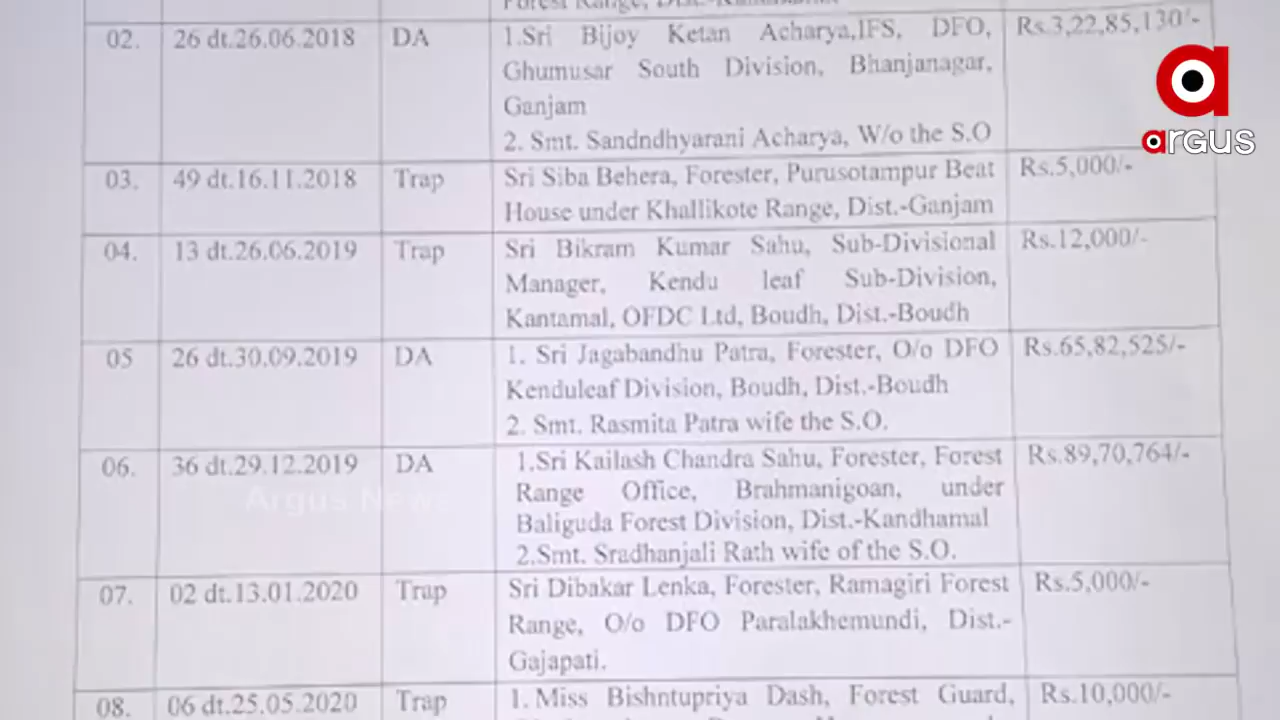 Forest Range, Dist.-
02. 26 dt.26.06.2018 DA 1.Sri Bijoy Ketan Acharya,IFS, DFO, Rs.3,22,85,130/-
Ghumusar South Division, Bhanjanagar,
Ganjam
2. Smt. Sandndhyarani Acharya, W/o the S.O
argus
03. 49 dt.16.11.2018 Trap Sri Siba Behera, Forester, Purusotampur Beat Rs.5,000/-
House under Khallikote Range, Dist.-Ganjam
04. 13 dt.26.06.2019 Trap Sri Bikram Kumar Sahu, Sub-Divisional Rs.12,000/-
Manager, Kendu leaf Sub-Division,
Kantamal, OFDC Ltd, Boudh, Dist.-Boudh
05 26 dt.30.09.2019 DA 1. Sri Jagabandhu Patra, Forester, O/o DFO Rs.65,82,525/-
Kenduleaf Division, Boudh, Dist.-Boudh
2. Smt. Rasmita Patra wife the S.O.
06. 36 dt.29.12.2019 DA 1.Sri Kailash Chandra Sahu, Forester, Forest Rs.89,70,764/-
Range Office, Brahmanigoan, under
Baliguda Forest Division, Dist.-Kandhamal
2.Smt. Sradhanjali Rath wife of the S.O.
Argus News
07. 02 dt.13.01.2020 Trap Sri Dibakar Lenka, Forester, Ramagiri Forest Rs.5,000/-
Range, O/o DFO Paralakhemundi, Dist.-
Gajapati.
08. 06 dt.25.05.2020 Trap 1. Miss Bishntupriya Dash, Forest Guard, Rs.10,000/-